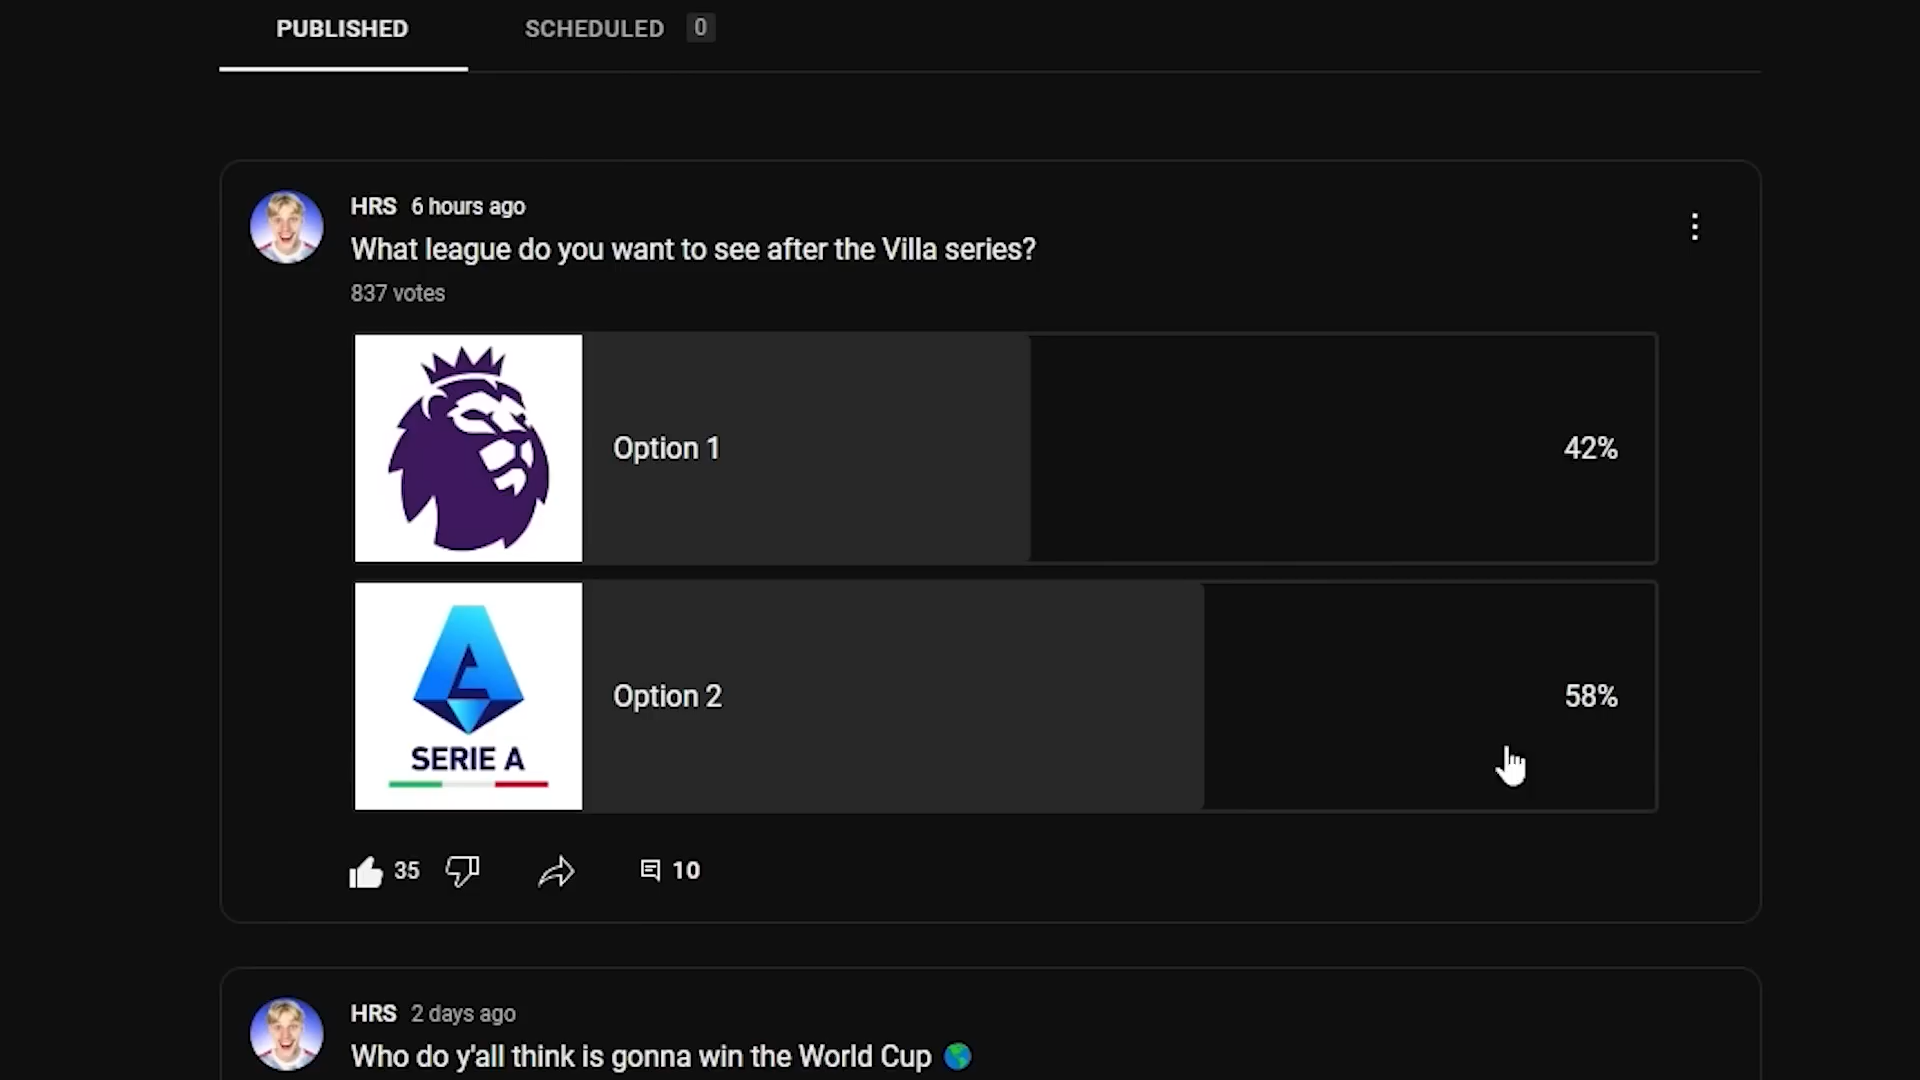 PUBLISHED SCHEDULED 0
HRS 6 hours ago
What league do you want to see after the Villa series?
837 votes
Option 1 42%
Option 2 58%
SERIE A
35 10
HRS 2 days ago
Who do y'all think is gonna win the World Cup 🌎